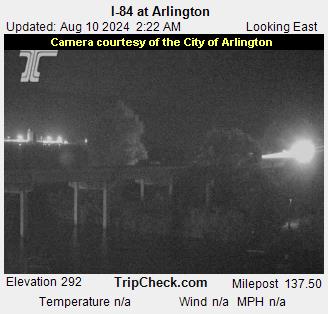 I-84 at Arlington
Updated: Aug 10 2024 2:22 AM Looking East
Camera courtesy of the City of Arlington
Elevation 292 TripCheck.com Milepost 137.50
Temperature n/a Wind n/a MPH n/a